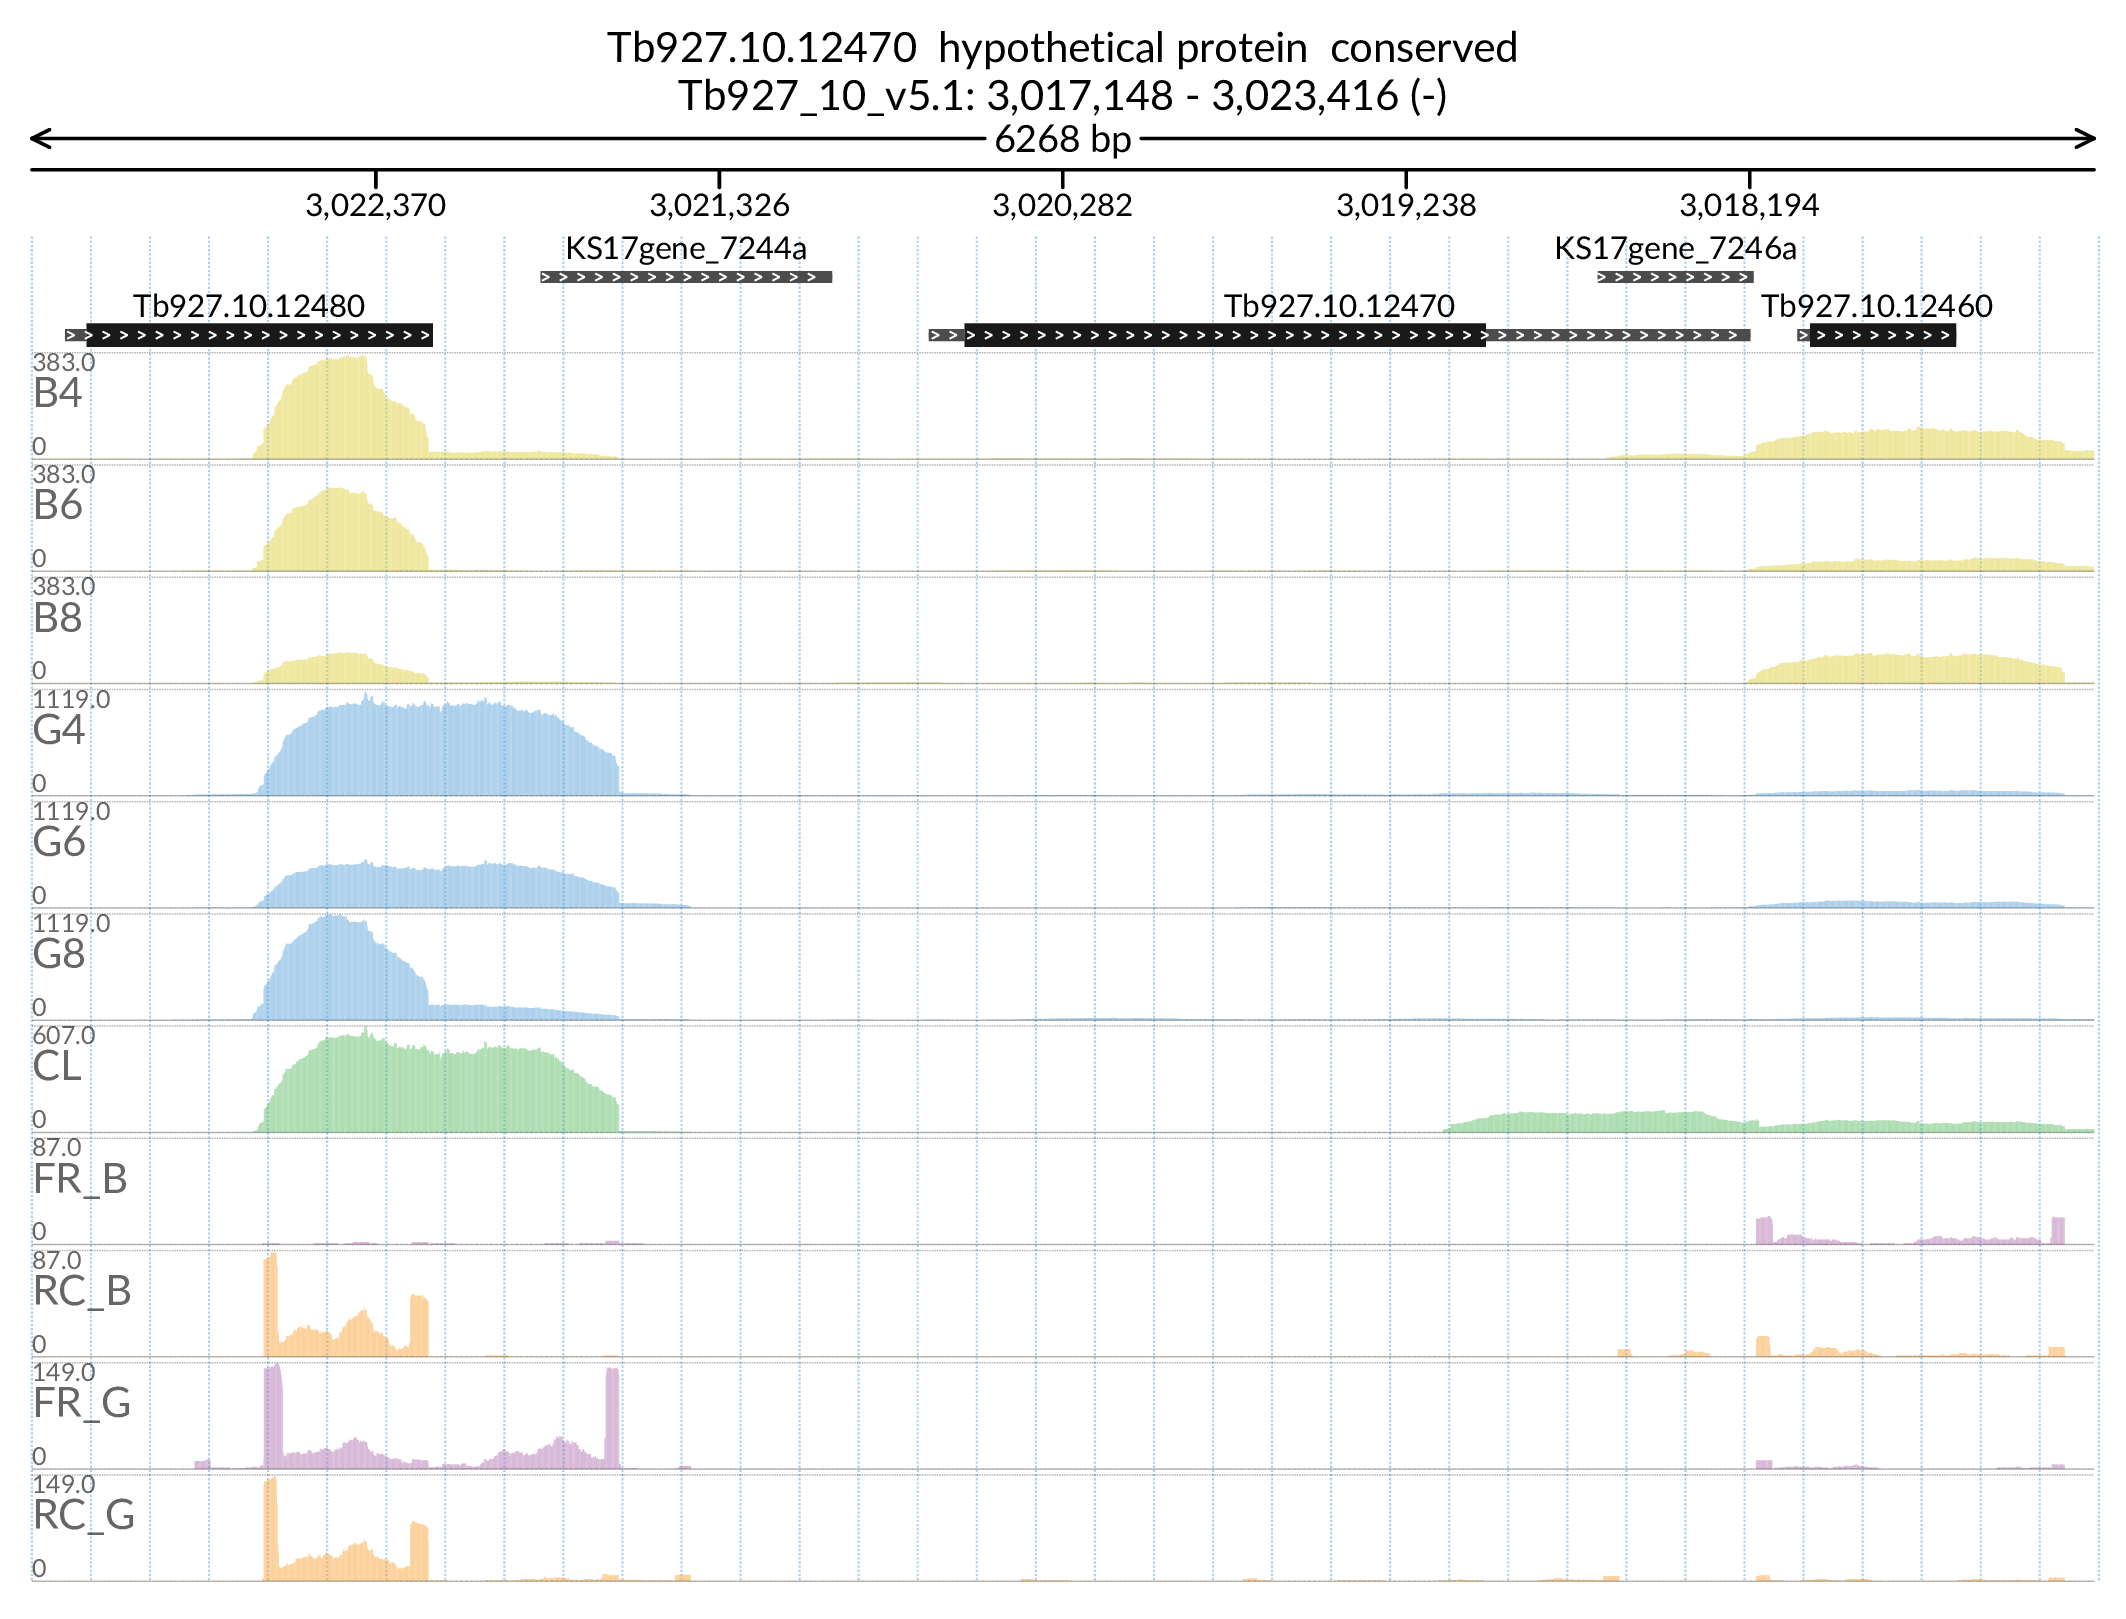 Tb927.10.12470  hypothetical protein  conserved
Tb927_10_v5.1: 3,017,148 - 3,023,416 (-)
6268 bp
3,022,370 3,021,326 3,020,282 3,019,238 3,018,194
KS17gene_7244a KS17gene_7246a
Tb927.10.12480 Tb927.10.12470 Tb927.10.12460
383.0
B4
0
383.0
B6
0
383.0
B8
0
1119.0
G4
0
1119.0
G6
0
1119.0
G8
0
607.0
CL
0
87.0
FR_B
0
87.0
RC_B
0
149.0
FR_G
0
149.0
RC_G
0